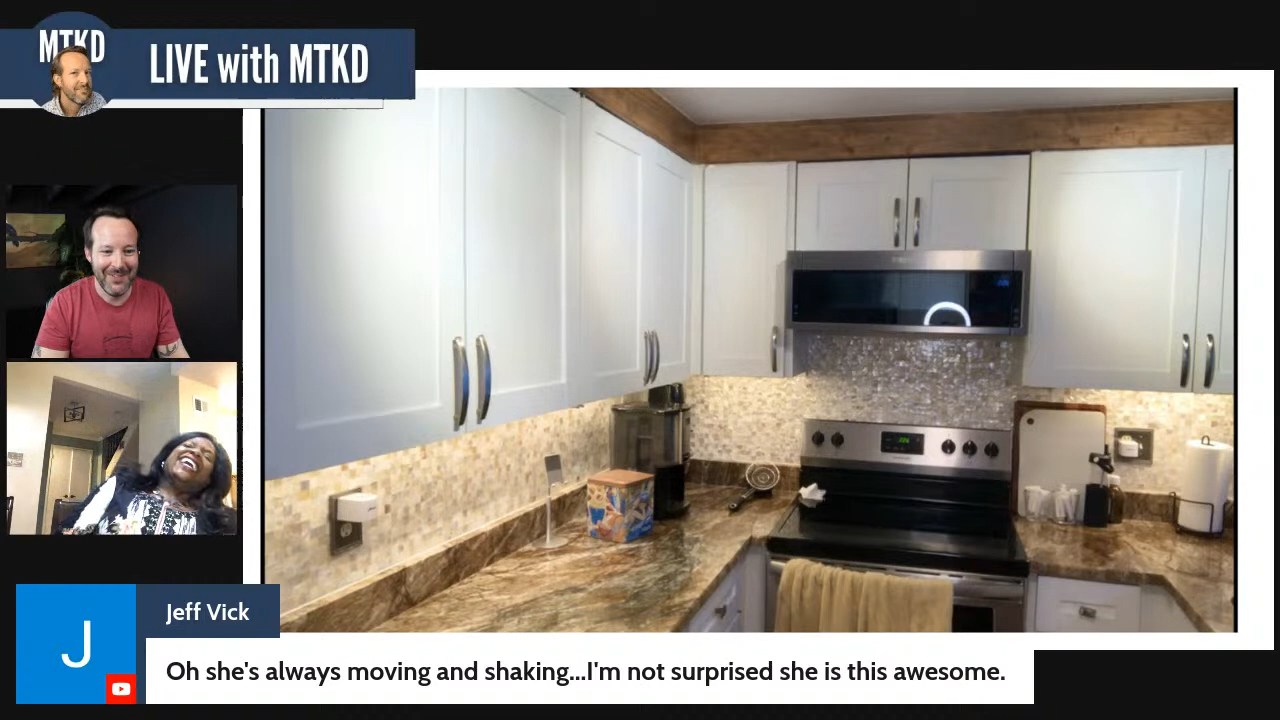 MTKD
LIVE with MTKD
J
Jeff Vick
Oh she's always moving and shaking...I'm not surprised she is this awesome.